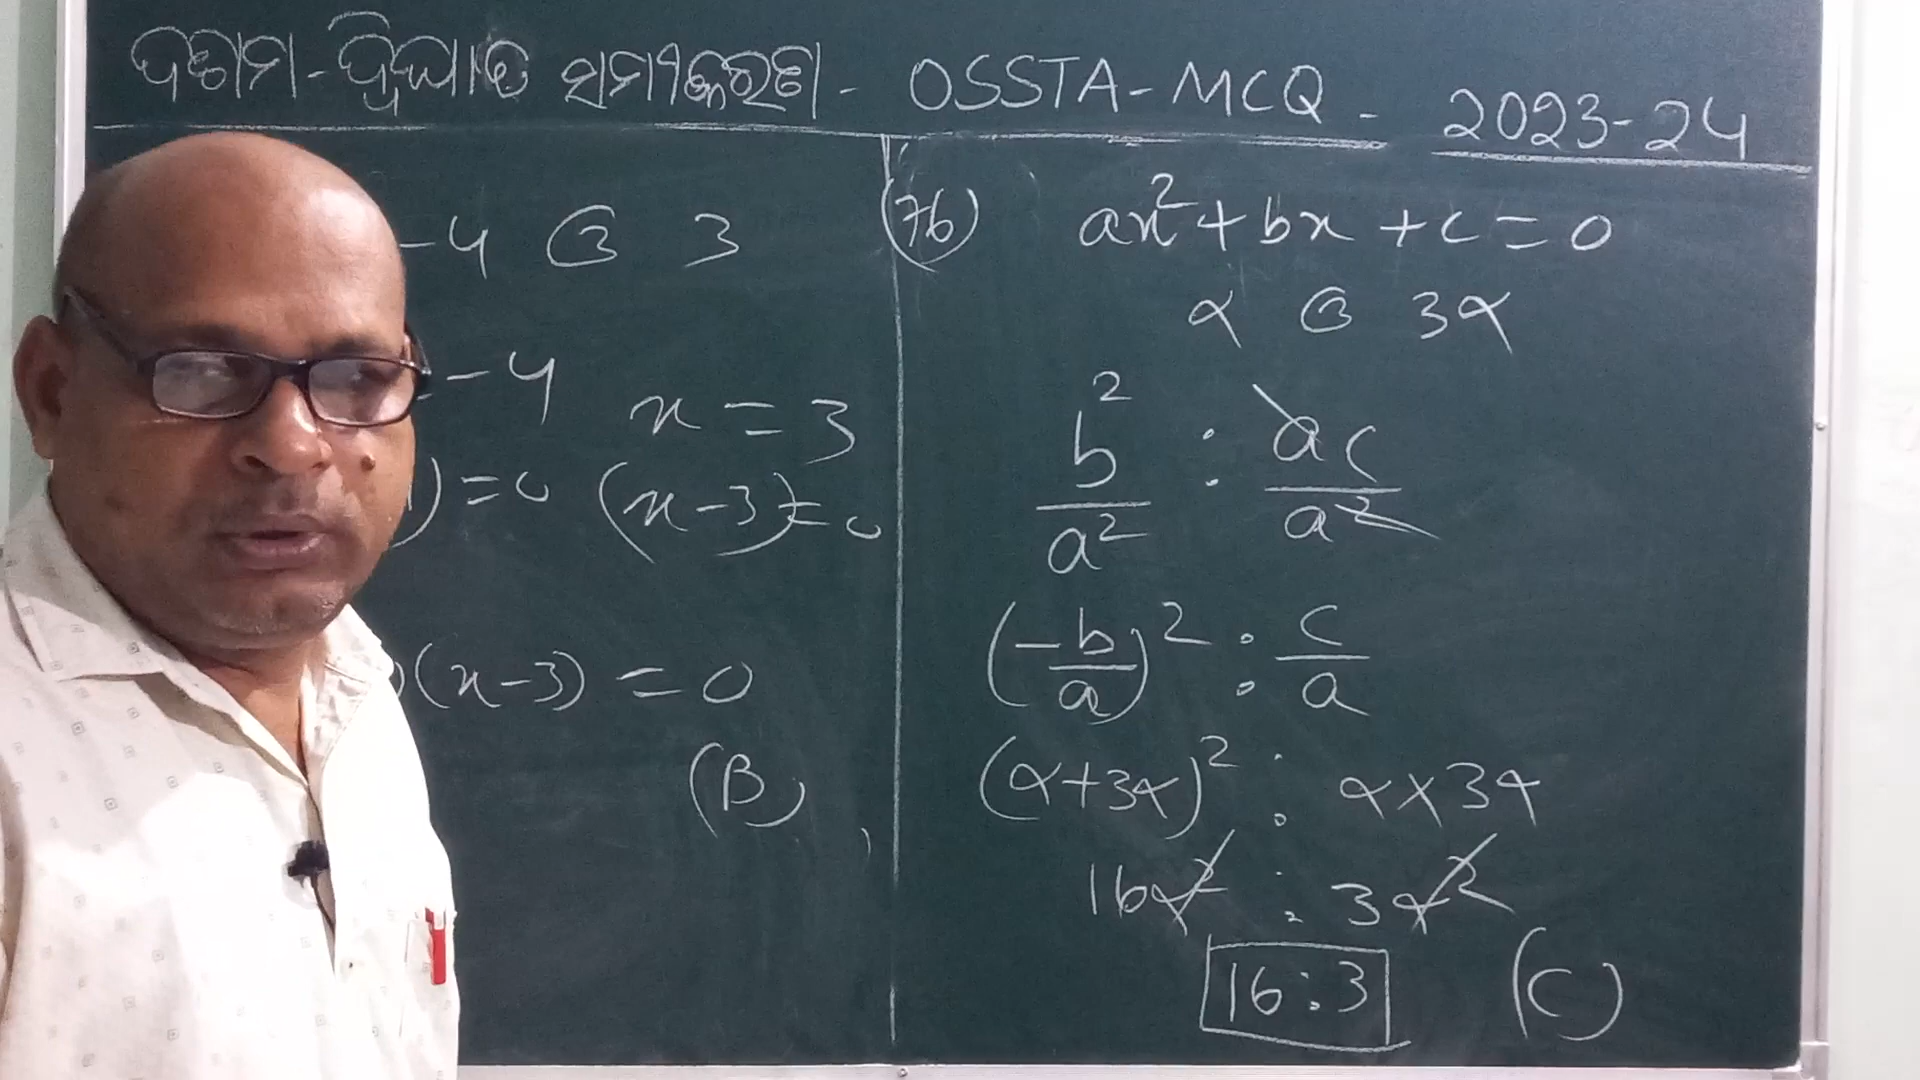 ଦଶମ - ଦ୍ଵିଘାତ ସମୀକରଣ - OSSTA - MCQ - 2023-24
-4 ଓ 3
= -4 x = 3
) = 0 (x-3) = 0
)(x-3) = 0
(B)
(76) ax² + bx + c = 0
α ଓ 3α
b²/a² : ac/a²
(-b/a)² : c/a
(α+3α)² : α×3α
16α² : 3α²
16:3 (C)